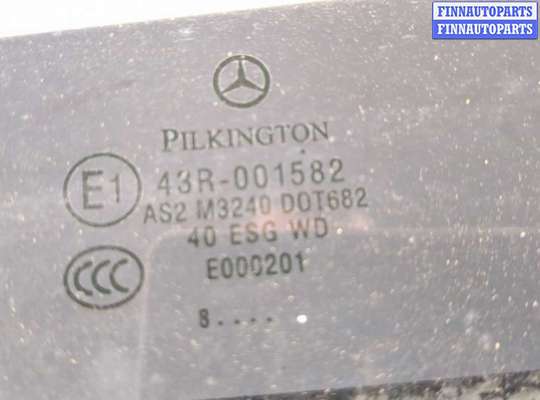 FINNAUTOPARTS
FINNAUTOPARTS
PILKINGTON
E1
43R-001582
AS2 M3240 DOT682
40 ESG WD
CCC
E000201
8....